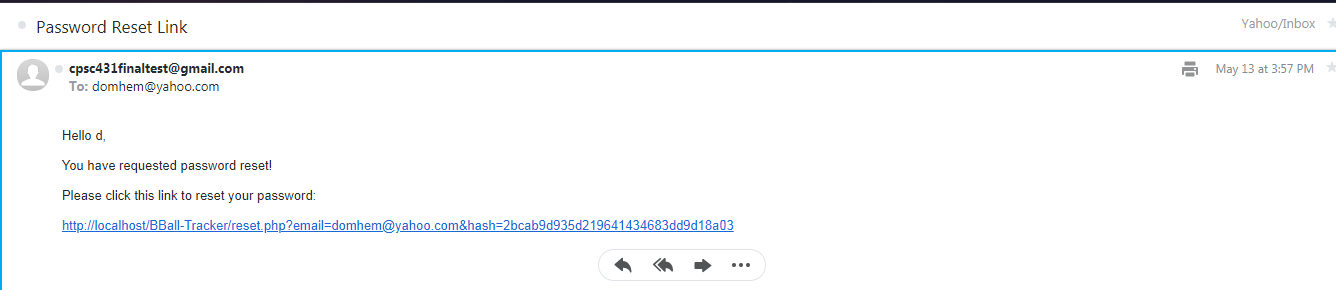 Password Reset Link
Yahoo/Inbox
cpsc431finaltest@gmail.com
May 13 at 3:57 PM
To: domhem@yahoo.com
Hello d,
You have requested password reset!
Please click this link to reset your password:
http://localhost/BBall-Tracker/reset.php?email=domhem@yahoo.com&hash=2bcab9d935d219641434683dd9d18a03